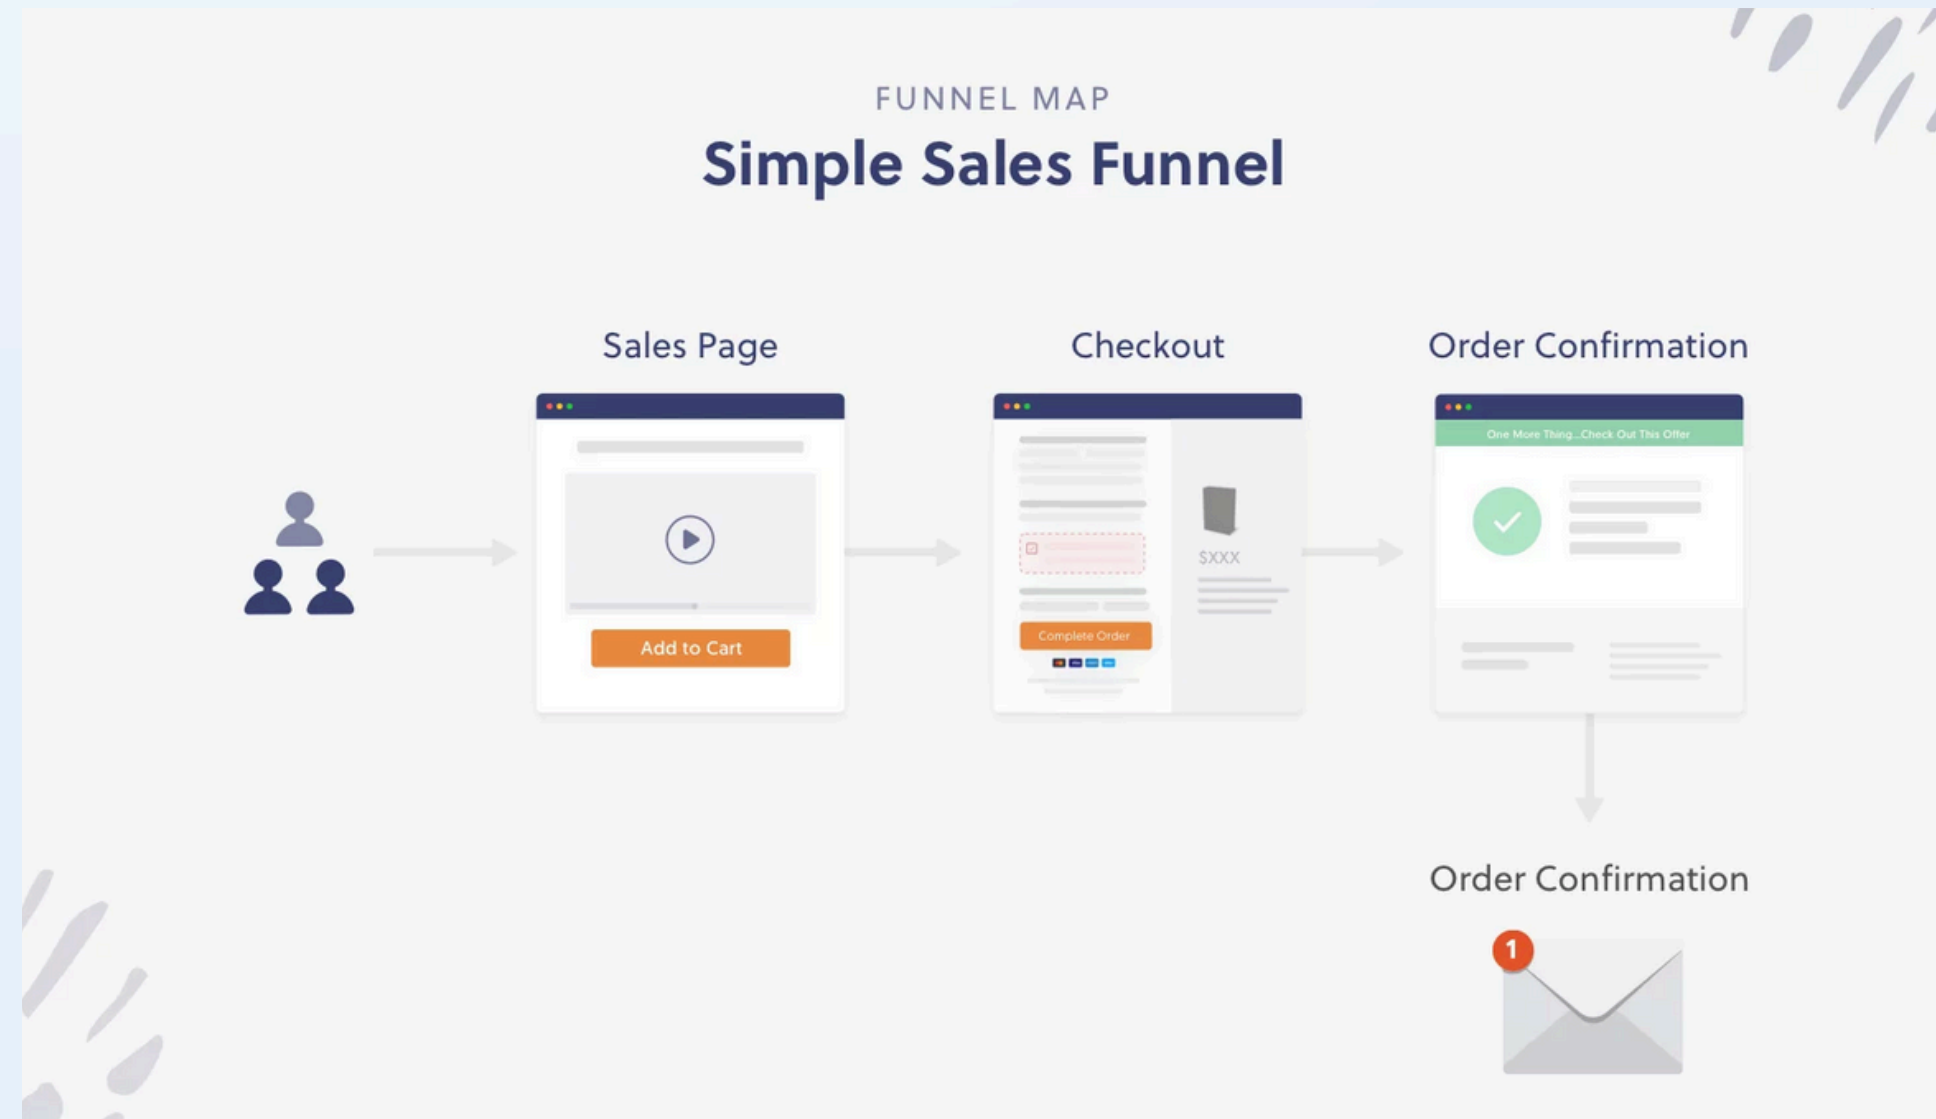 FUNNEL MAP
Simple Sales Funnel
Sales Page
Checkout
Order Confirmation
One More Thing...Check Out This Offer
$XXX
Add to Cart
Complete Order
Order Confirmation
1